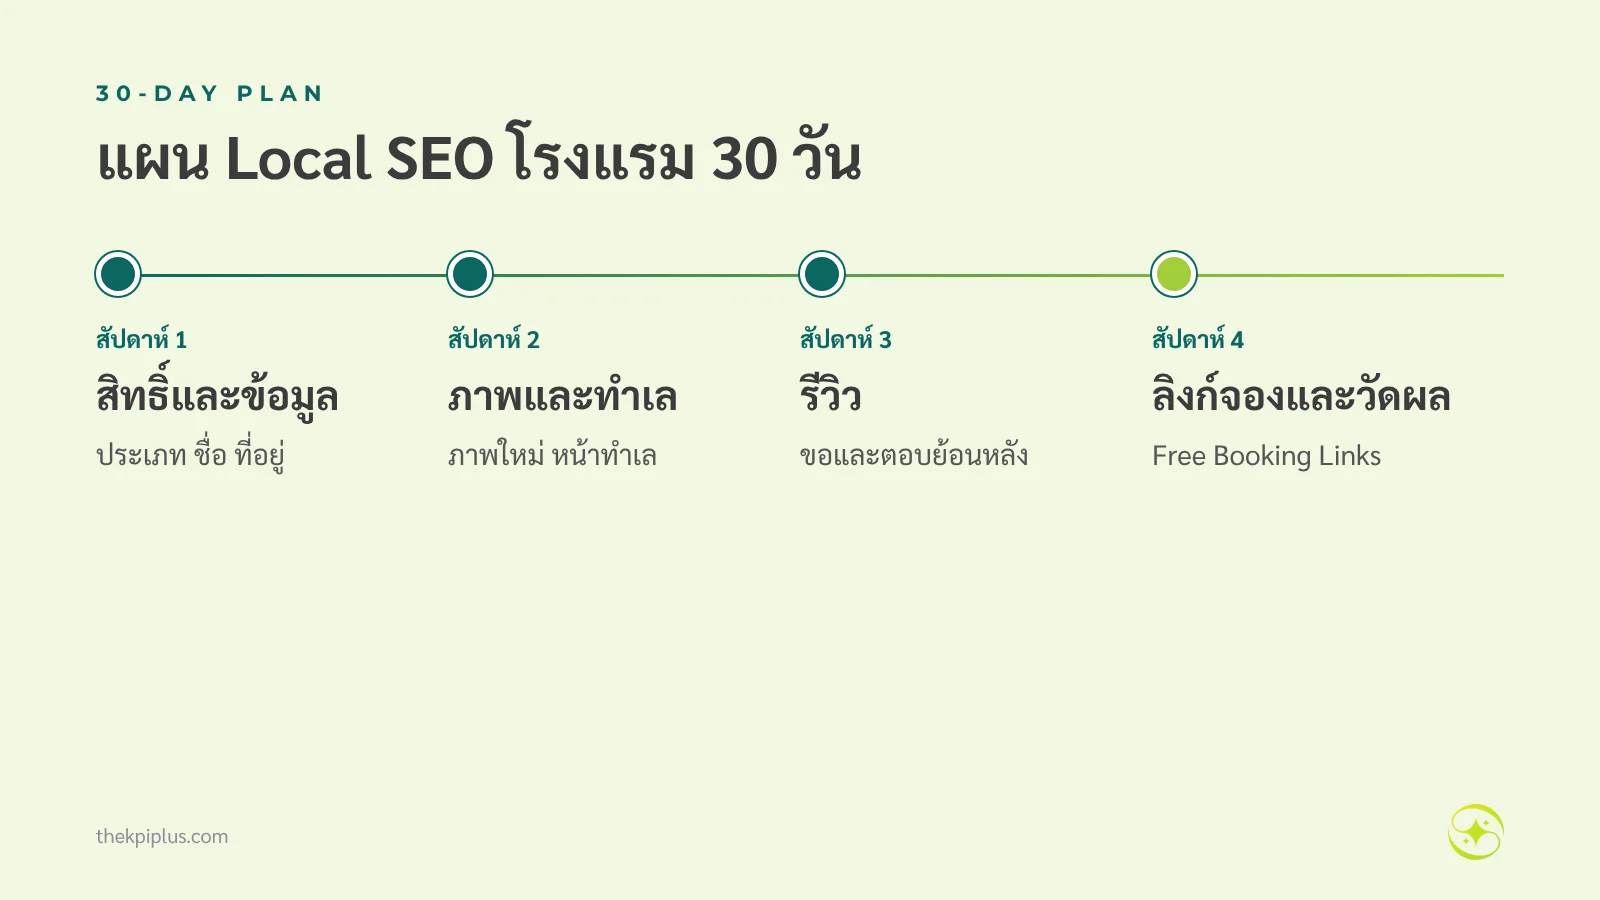 30-DAY PLAN
แผน Local SEO โรงแรม 30 วัน
สัปดาห์ 1
สิทธิ์และข้อมูล
ประเภท ชื่อ ที่อยู่
สัปดาห์ 2
ภาพและทำเล
ภาพใหม่ หน้าทำเล
สัปดาห์ 3
รีวิว
ขอและตอบย้อนหลัง
สัปดาห์ 4
ลิงก์จองและวัดผล
Free Booking Links
thekpiplus.com